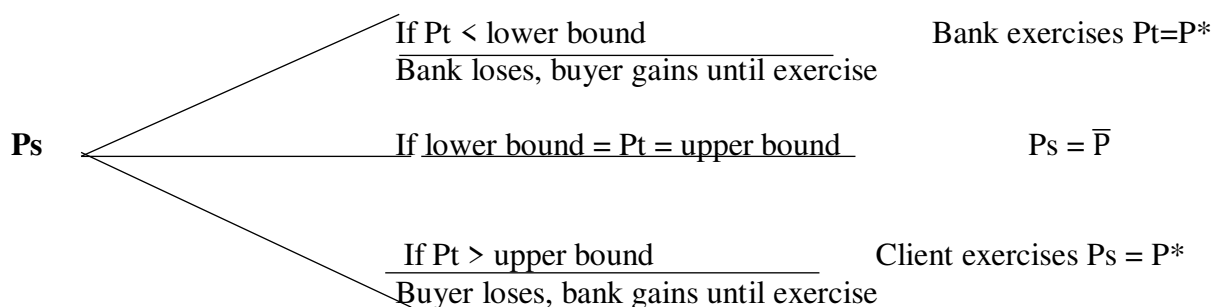 If Pt < lower bound Bank exercises Pt=P*
Bank loses, buyer gains until exercise
Ps If lower bound = Pt = upper bound Ps = P̅
If Pt > upper bound Client exercises Ps = P*
Buyer loses, bank gains until exercise